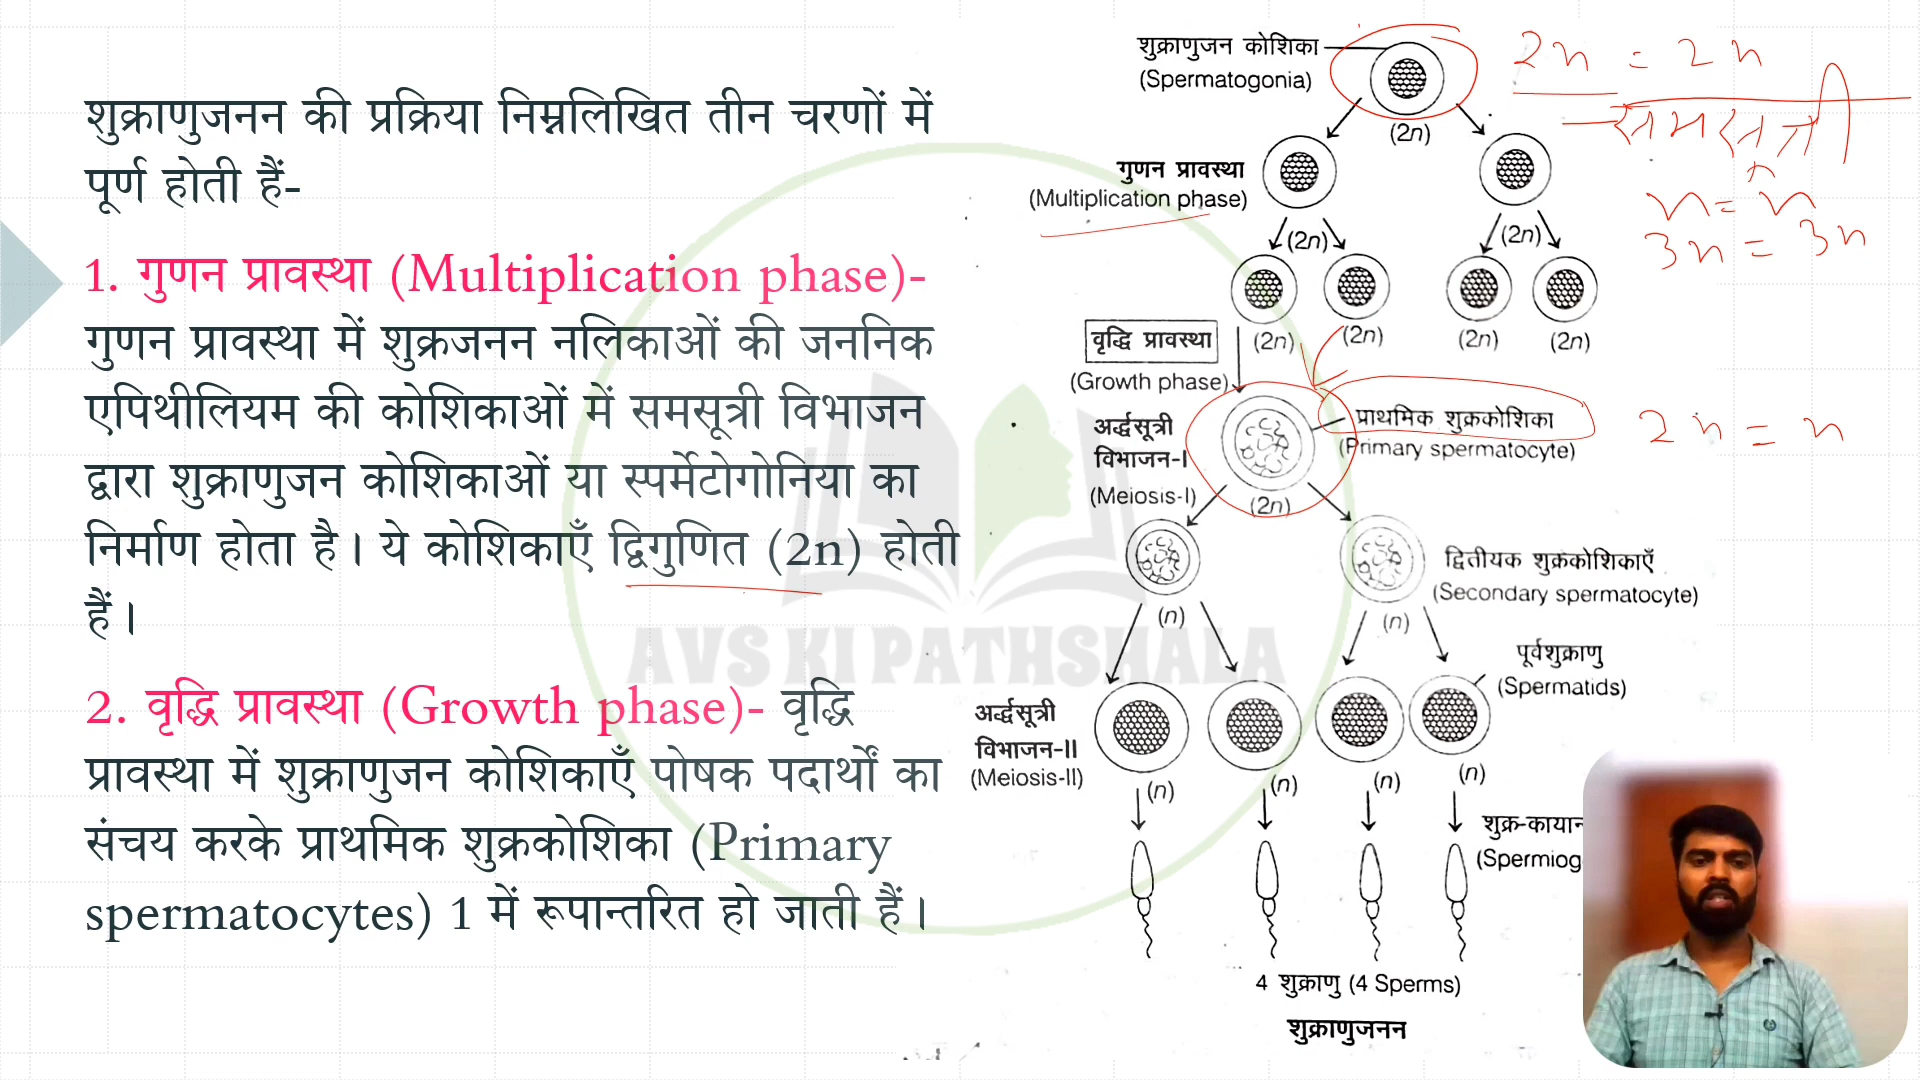 शुक्राणुजनन की प्रक्रिया निम्नलिखित तीन चरणों में
पूर्ण होती हैं-
1. गुणन प्रावस्था (Multiplication phase)-
गुणन प्रावस्था में शुक्रजनन नलिकाओं की जननिक
एपिथीलियम की कोशिकाओं में समसूत्री विभाजन
द्वारा शुक्राणुजन कोशिकाओं या स्पर्मेटोगोनिया का
निर्माण होता है। ये कोशिकाएँ द्विगुणित (2n) होती
हैं।
2. वृद्धि प्रावस्था (Growth phase)- वृद्धि
प्रावस्था में शुक्राणुजन कोशिकाएँ पोषक पदार्थों का
संचय करके प्राथमिक शुक्रकोशिका (Primary
spermatocytes) 1 में रूपान्तरित हो जाती हैं।
AVS KI PATHSHALA
शुक्राणुजन कोशिका
(Spermatogonia)
(2n)
2n = 2n
समसूत्री
n = n
3n = 3n
गुणन प्रावस्था
(Multiplication phase)
(2n) (2n)
(2n) (2n) (2n) (2n)
वृद्धि प्रावस्था
(Growth phase)
अर्द्धसूत्री
विभाजन-I
(Meiosis-I)
प्राथमिक शुक्रकोशिका
(Primary spermatocyte)
(2n)
2n = n
द्वितीयक शुक्रकोशिकाएँ
(Secondary spermatocyte)
(n) (n)
पूर्वशुक्राणु
(Spermatids)
अर्द्धसूत्री
विभाजन-II
(Meiosis-II)
(n) (n) (n) (n)
शुक्र-कायान
(Spermiog
4 शुक्राणु (4 Sperms)
शुक्राणुजनन